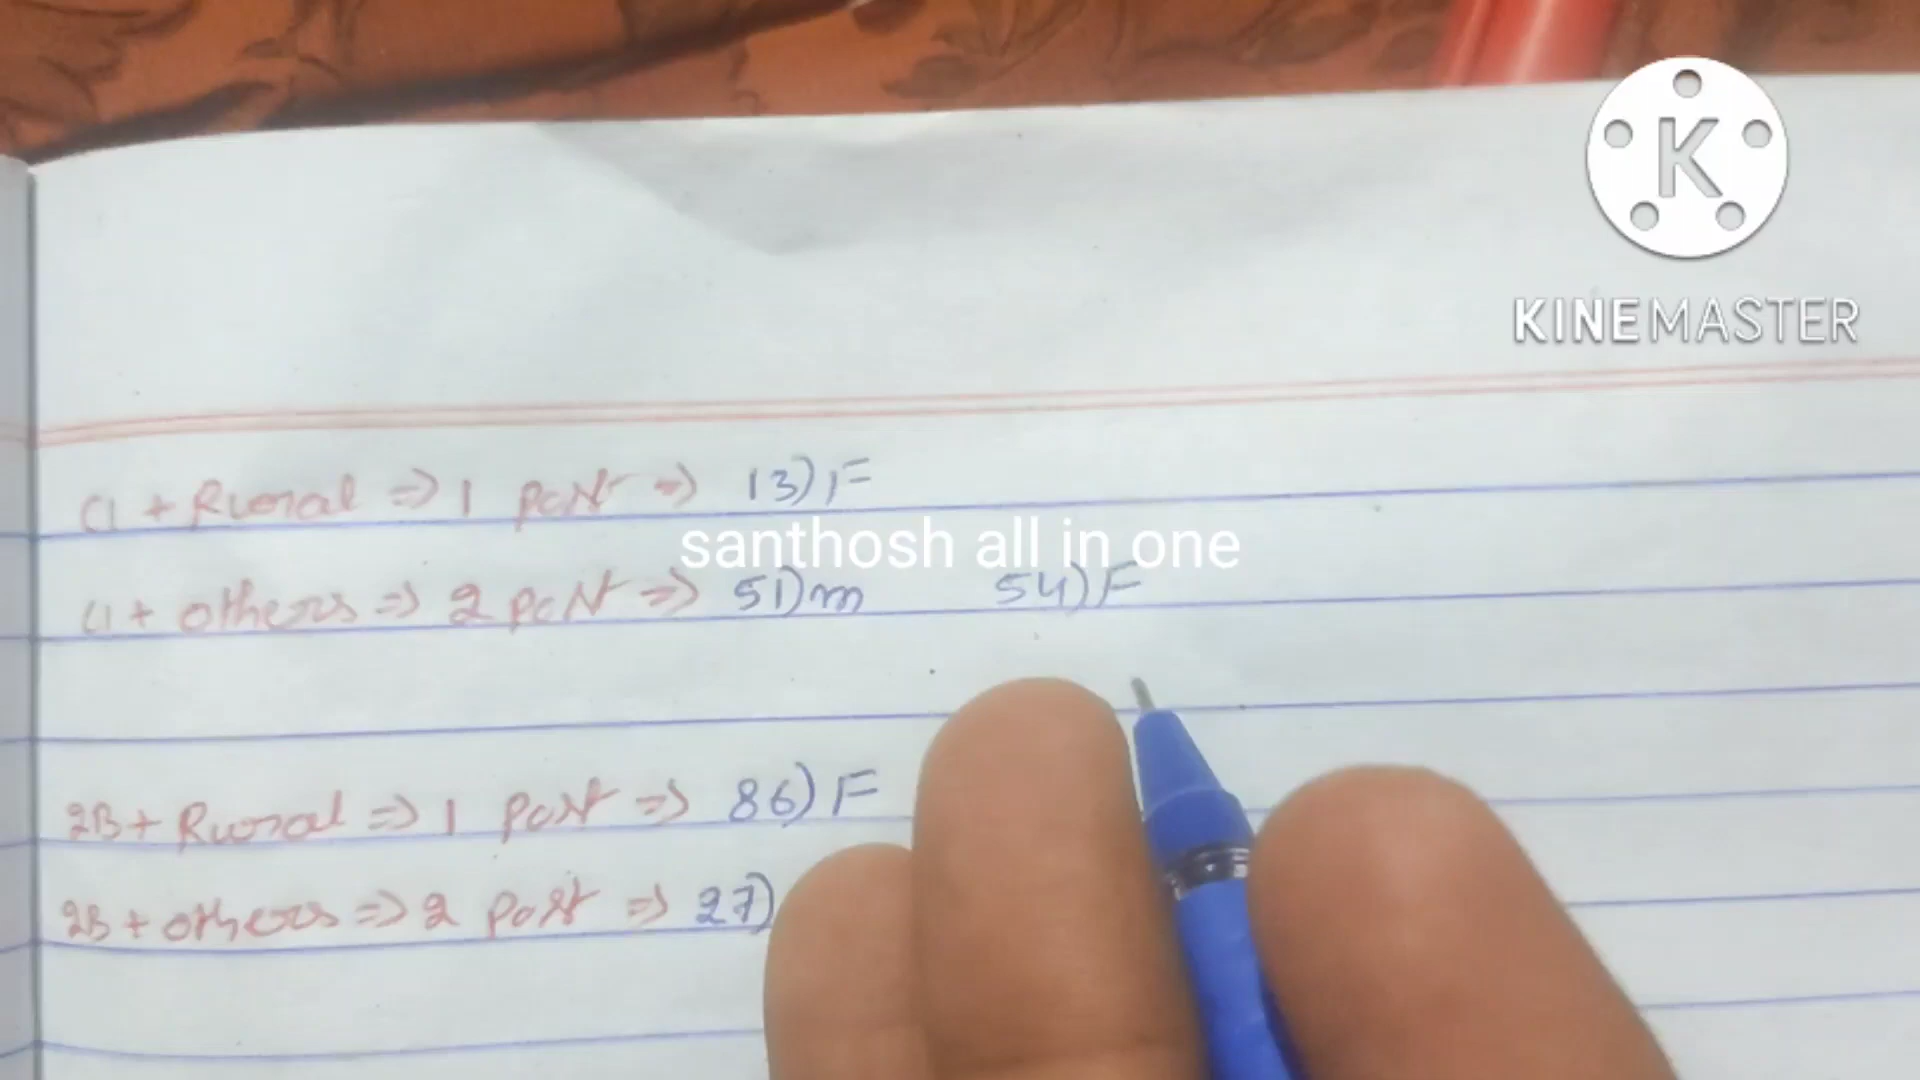 K
KINEMASTER
C1 + Rural => 1 post => 13) F
santhosh all in one
C1 + others => 2 post => 51) m 54) F
2B + Rural => 1 post => 86) F
2B + others => 2 post => 27)